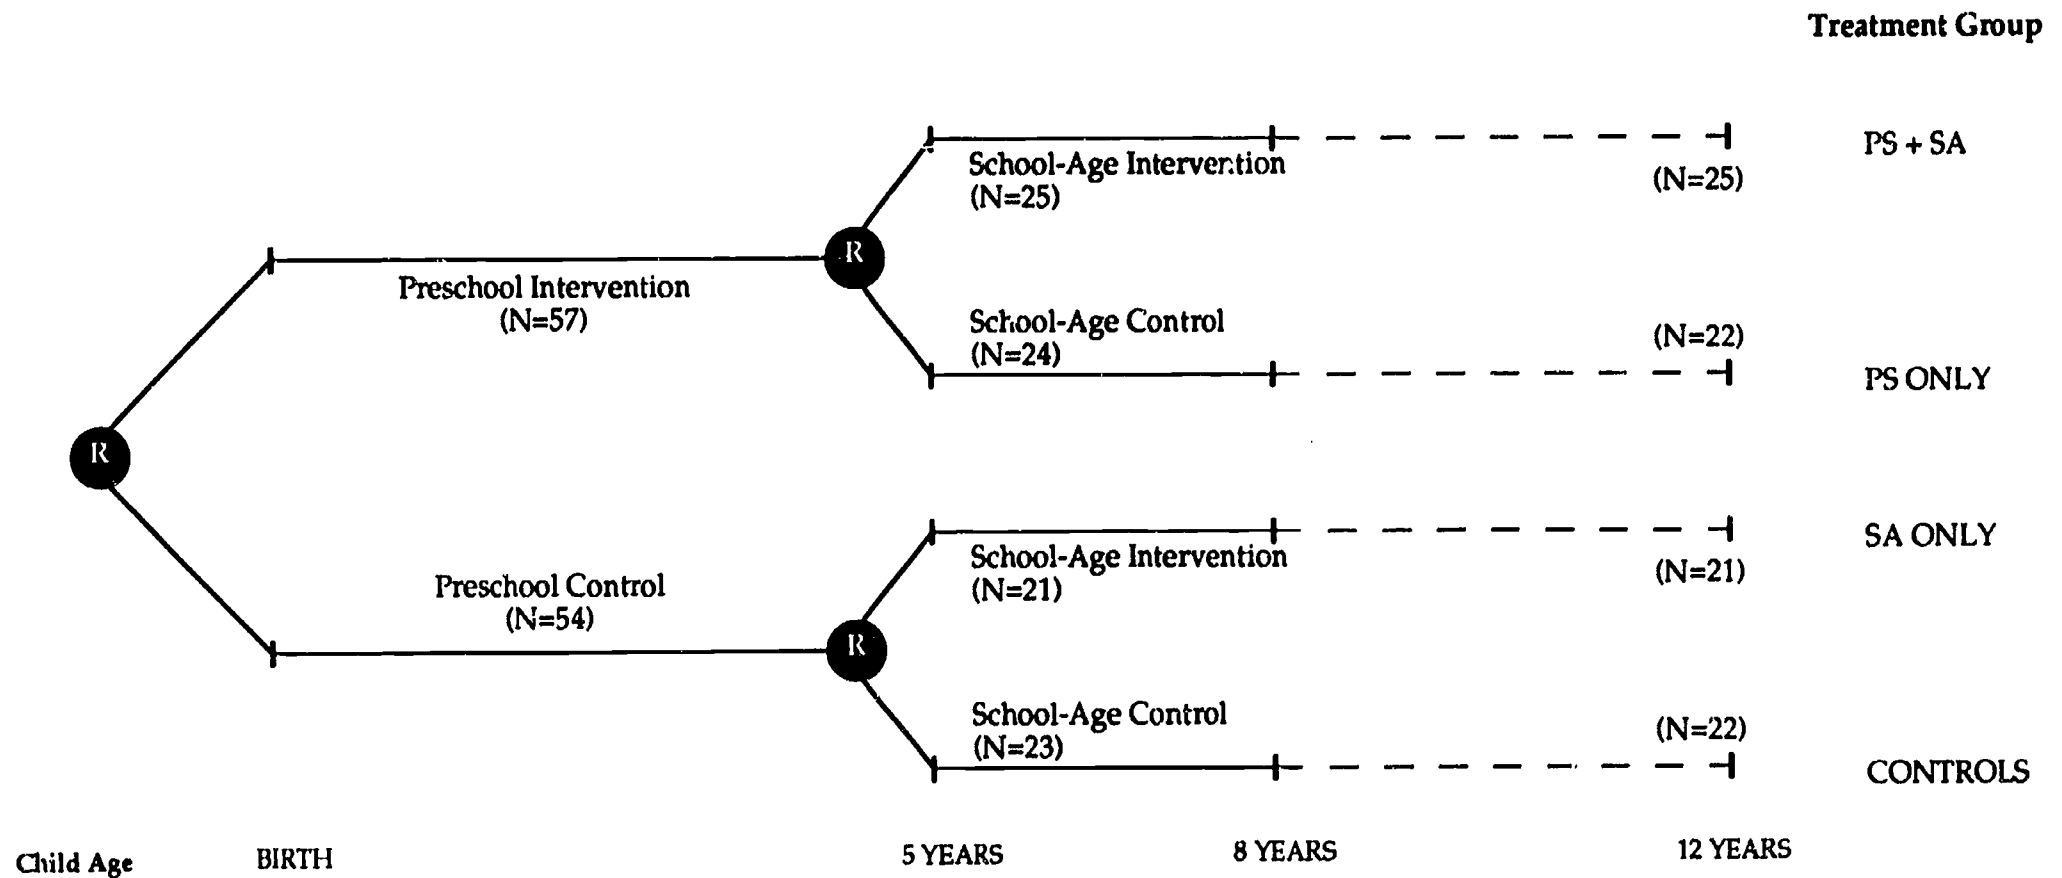 Treatment Group
School-Age Intervention
(N=25)
(N=25)
PS + SA
R
Preschool Intervention
(N=57)
School-Age Control
(N=24)
(N=22)
PS ONLY
R
School-Age Intervention
(N=21)
(N=21)
SA ONLY
Preschool Control
(N=54)
R
School-Age Control
(N=23)
(N=22)
CONTROLS
Child Age
BIRTH
5 YEARS
8 YEARS
12 YEARS